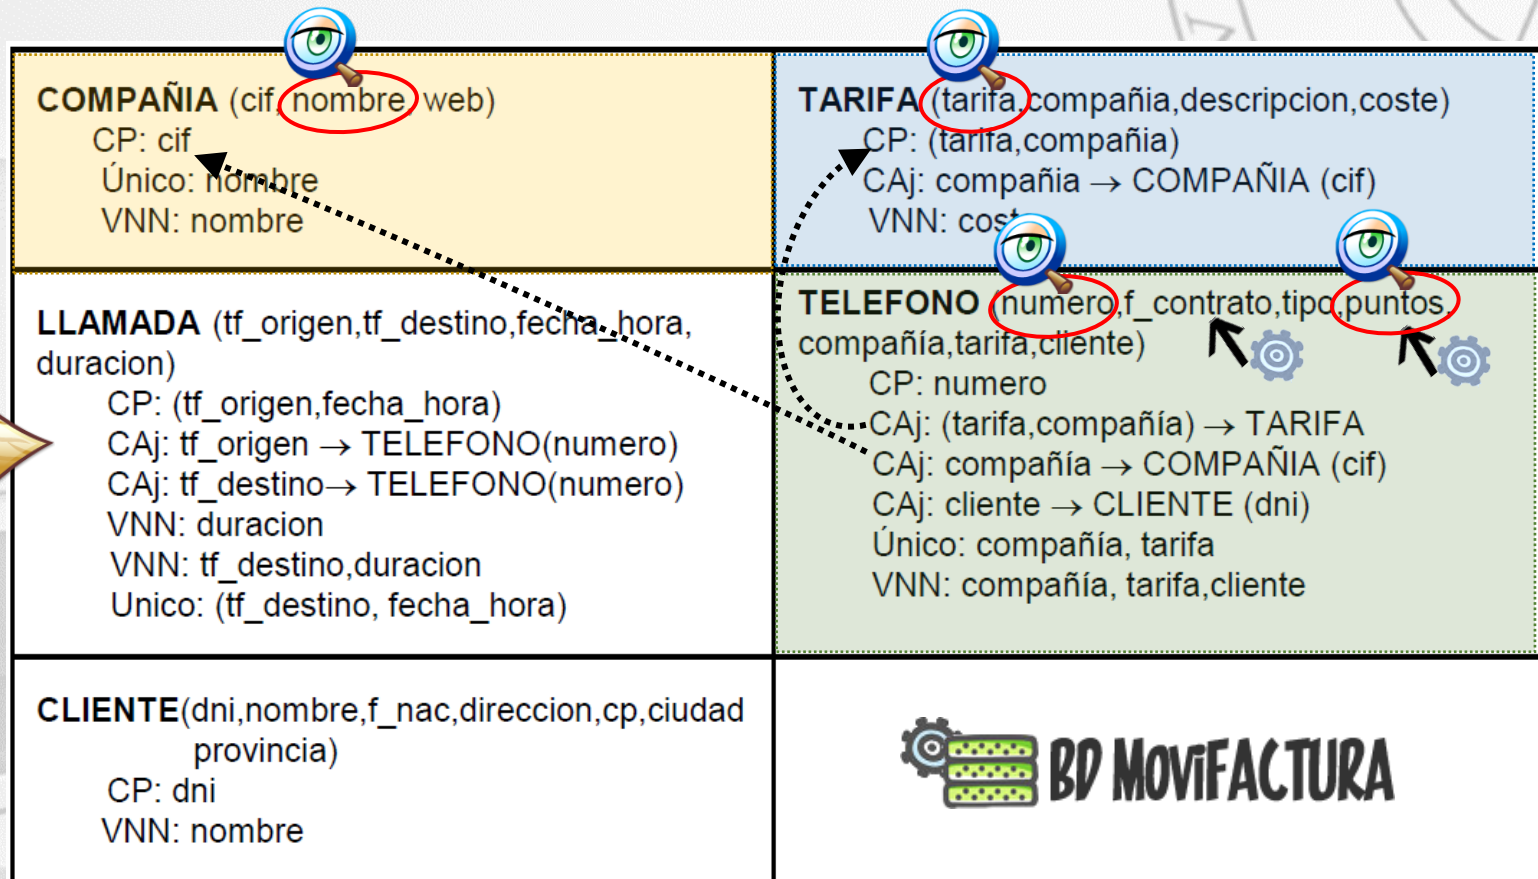 COMPAÑIA (cif, nombre, web)
CP: cif
Único: nombre
VNN: nombre
TARIFA (tarifa,compañia,descripcion,coste)
CP: (tarifa,compañia)
CAj: compañia → COMPAÑIA (cif)
VNN: coste
LLAMADA (tf_origen,tf_destino,fecha_hora,
duracion)
CP: (tf_origen,fecha_hora)
CAj: tf_origen → TELEFONO(numero)
CAj: tf_destino→ TELEFONO(numero)
VNN: duracion
VNN: tf_destino,duracion
Unico: (tf_destino, fecha_hora)
TELEFONO (numero,f_contrato,tipo,puntos,
compañía,tarifa,cliente)
CP: numero
CAj: (tarifa,compañía) → TARIFA
CAj: compañía → COMPAÑIA (cif)
CAj: cliente → CLIENTE (dni)
Único: compañía, tarifa
VNN: compañía, tarifa,cliente
CLIENTE(dni,nombre,f_nac,direccion,cp,ciudad
provincia)
CP: dni
VNN: nombre
BD MOViFACTURA